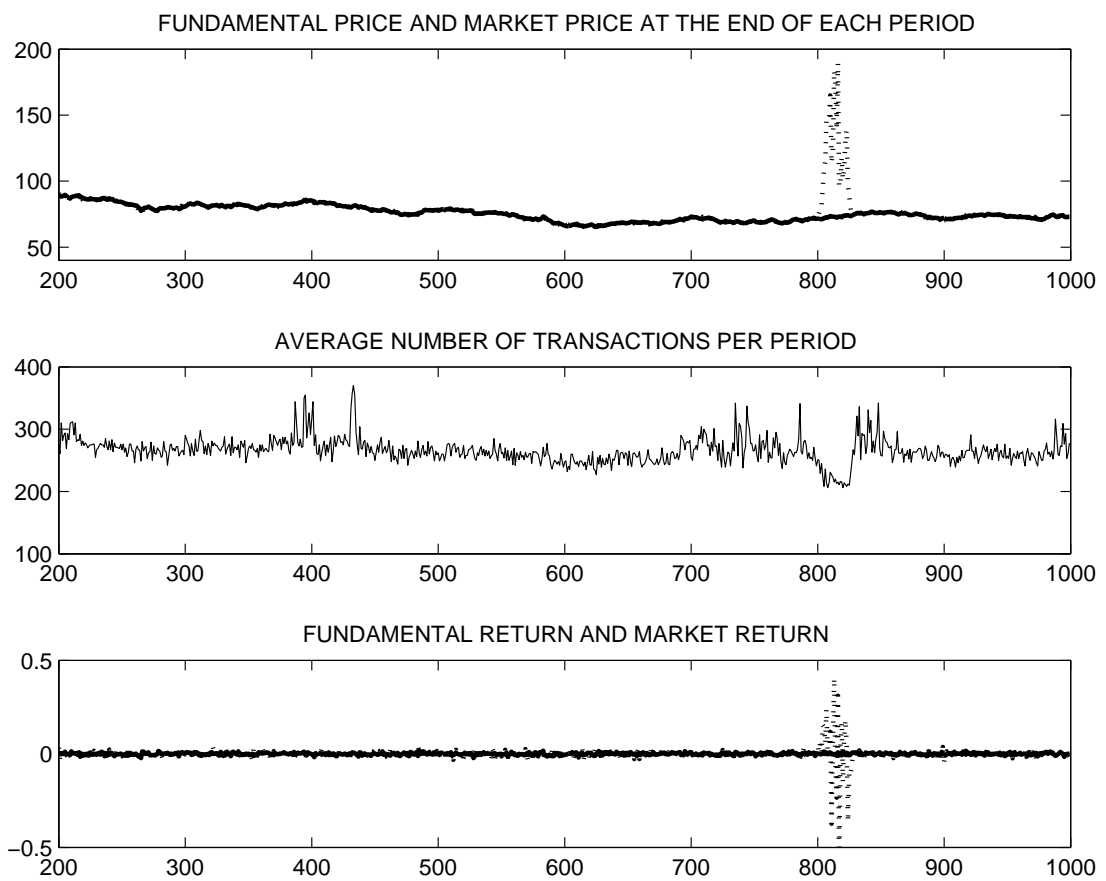 FUNDAMENTAL PRICE AND MARKET PRICE AT THE END OF EACH PERIOD
200
150
100
50
200 300 400 500 600 700 800 900 1000
AVERAGE NUMBER OF TRANSACTIONS PER PERIOD
400
300
200
100
200 300 400 500 600 700 800 900 1000
FUNDAMENTAL RETURN AND MARKET RETURN
0.5
0
−0.5
200 300 400 500 600 700 800 900 1000